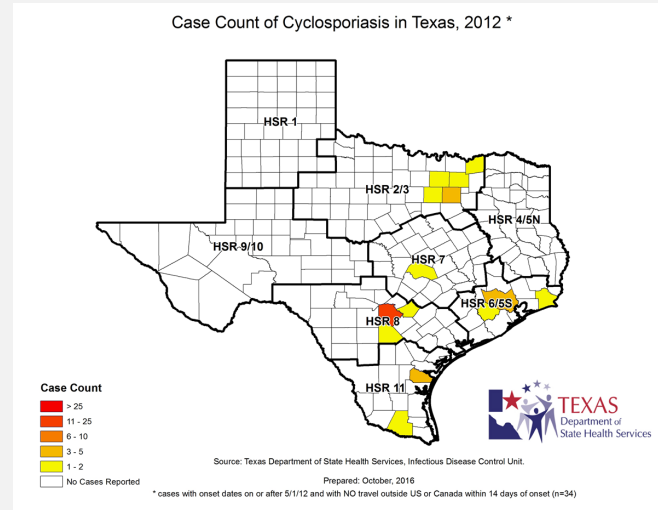 Case Count of Cyclosporiasis in Texas, 2012 *
HSR 1
HSR 2/3
HSR 4/5N
HSR 9/10
HSR 7
HSR 6/5S
HSR 8
HSR 11
Case Count
> 25
11 - 25
6 - 10
3 - 5
1 - 2
No Cases Reported
TEXAS
Department of
State Health Services
Source: Texas Department of State Health Services, Infectious Disease Control Unit.
Prepared: October, 2016
* cases with onset dates on or after 5/1/12 and with NO travel outside US or Canada within 14 days of onset (n=34)